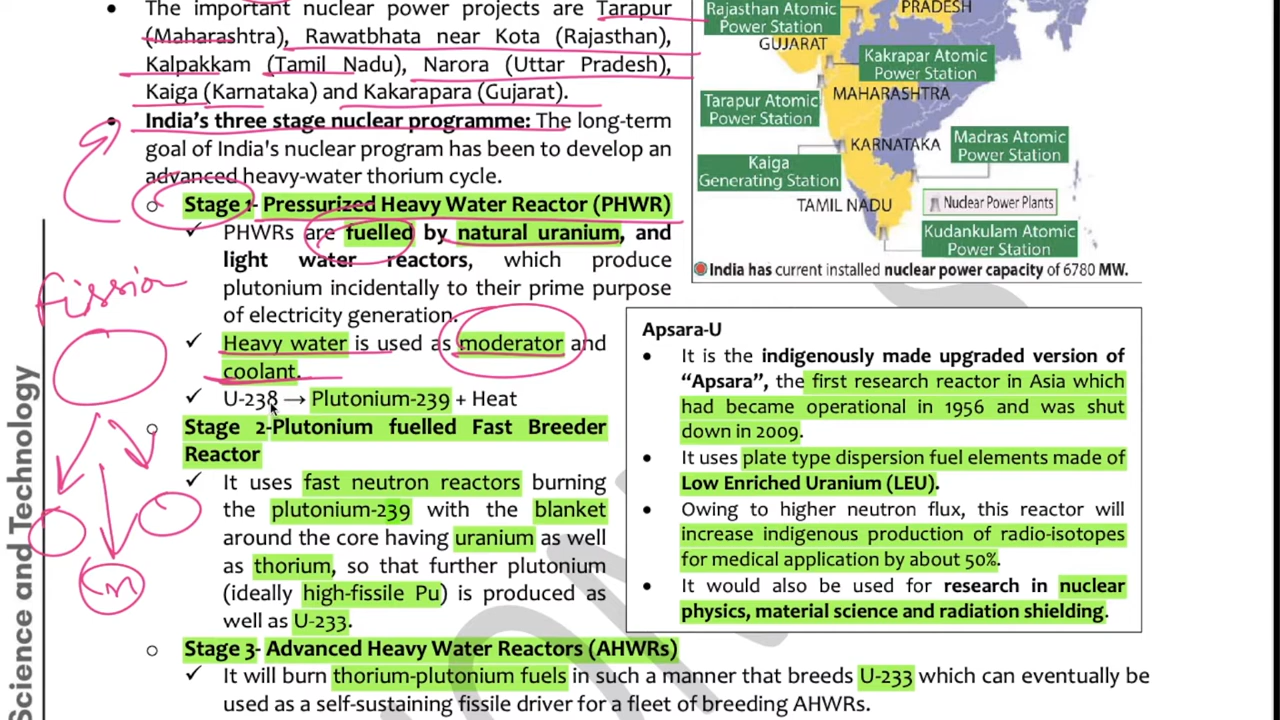 The important nuclear power projects are Tarapur
(Maharashtra), Rawatbhata near Kota (Rajasthan),
Kalpakkam (Tamil Nadu), Narora (Uttar Pradesh),
Kaiga (Karnataka) and Kakarapara (Gujarat).
India's three stage nuclear programme: The long-term
goal of India's nuclear program has been to develop an
advanced heavy-water thorium cycle.
Stage 1- Pressurized Heavy Water Reactor (PHWR)
PHWRs are fuelled by natural uranium, and
light water reactors, which produce
plutonium incidentally to their prime purpose
of electricity generation.
Heavy water is used as moderator and
coolant.
U-238 → Plutonium-239 + Heat
Stage 2-Plutonium fuelled Fast Breeder
Reactor
It uses fast neutron reactors burning
the plutonium-239 with the blanket
around the core having uranium as well
as thorium, so that further plutonium
(ideally high-fissile Pu) is produced as
well as U-233.
Stage 3- Advanced Heavy Water Reactors (AHWRs)
It will burn thorium-plutonium fuels in such a manner that breeds U-233 which can eventually be
used as a self-sustaining fissile driver for a fleet of breeding AHWRs.
Rajasthan Atomic
Power Station
PRADESH
GUJARAT
Kakrapar Atomic
Power Station
MAHARASHTRA
Tarapur Atomic
Power Station
KARNATAKA
Madras Atomic
Power Station
Kaiga
Generating Station
TAMIL NADU
Nuclear Power Plants
Kudankulam Atomic
Power Station
India has current installed nuclear power capacity of 6780 MW.
Apsara-U
It is the indigenously made upgraded version of
"Apsara", the first research reactor in Asia which
had became operational in 1956 and was shut
down in 2009.
It uses plate type dispersion fuel elements made of
Low Enriched Uranium (LEU).
Owing to higher neutron flux, this reactor will
increase indigenous production of radio-isotopes
for medical application by about 50%.
It would also be used for research in nuclear
physics, material science and radiation shielding.
fission
n
Science and Technology